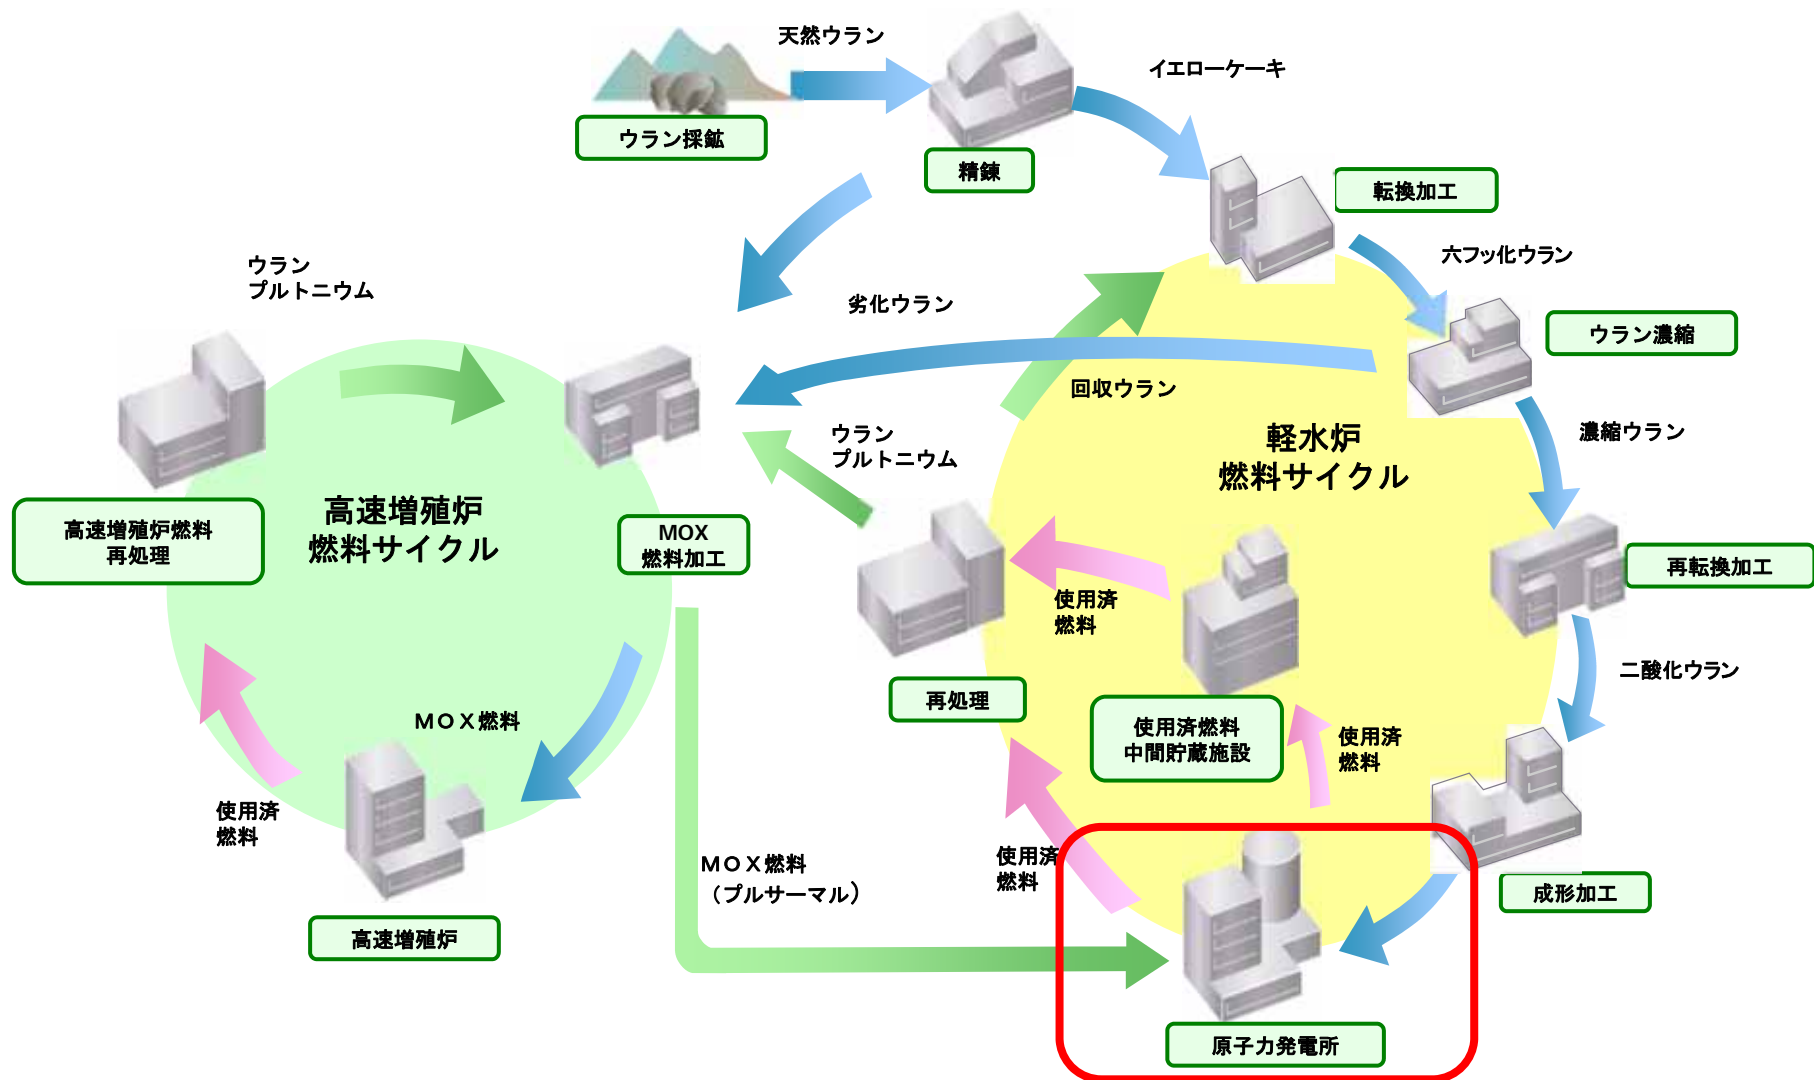 天然ウラン
イエローケーキ
ウラン採鉱
精錬
転換加工
六フッ化ウラン
ウラン
プルトニウム
劣化ウラン
ウラン濃縮
回収ウラン
ウラン
プルトニウム
軽水炉
燃料サイクル
濃縮ウラン
高速増殖炉
燃料サイクル
高速増殖炉燃料
再処理
MOX
燃料加工
再転換加工
使用済
燃料
二酸化ウラン
再処理
使用済燃料
中間貯蔵施設
使用済
燃料
MOX燃料
使用済
燃料
MOX燃料
(プルサーマル)
使用済
燃料
成形加工
高速増殖炉
原子力発電所